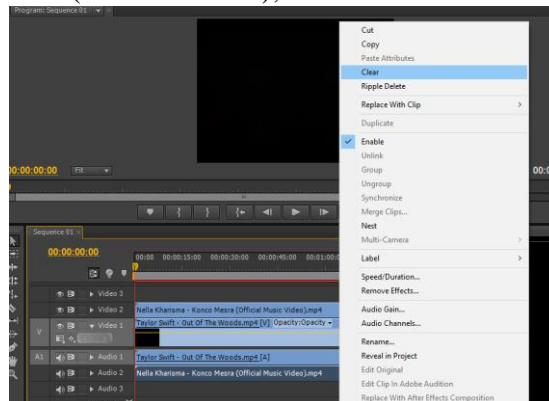 Program: Sequence 01
Cut
Copy
Paste Attributes
Clear
Ripple Delete
Replace With Clip
Duplicate
Enable
Unlink
Group
Ungroup
Synchronize
Merge Clips...
Nest
Multi-Camera
Label
Speed/Duration...
Remove Effects...
Audio Gain...
Audio Channels...
Rename...
Reveal in Project
Edit Original
Edit Clip In Adobe Audition
Replace With After Effects Composition
00:00:00:00 Fit
00:0
Sequence 01
00:00:00:00
00:00 00:00:15:00 00:00:30:00 00:00:45:00 00:01:00:0
Video 3
Video 2 Nella Kharisma - Konco Mesra (Official Music Video).mp4
V Video 1 Taylor Swift - Out Of The Woods.mp4 [V] Opacity:Opacity
A1 Audio 1 Taylor Swift - Out Of The Woods.mp4 [A]
Audio 2 Nella Kharisma - Konco Mesra (Official Music Video).mp4
Audio 3